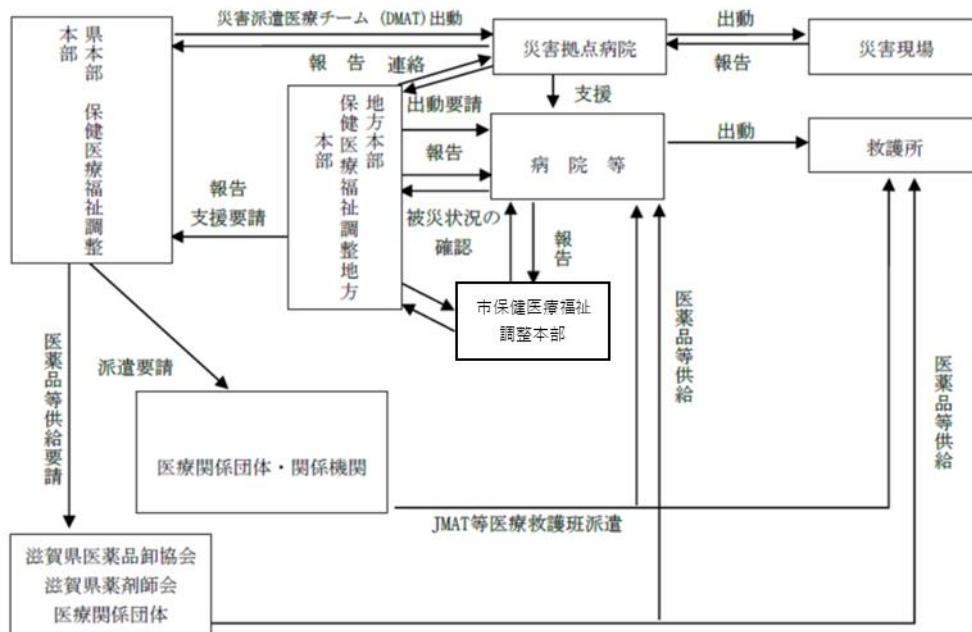 災害派遣医療チーム (DMAT)出動
県本部 保健医療福祉調整
本部
報告 連絡
災害拠点病院
出動
報告
災害現場
支援
地方本部
保健医療福祉調整地方
本部
出動要請
報告
病院等
出動
救護所
報告
支援要請
被災状況の
確認
報告
市保健医療福祉
調整本部
医薬品等供給要請
派遣要請
医薬品等供給
医薬品等供給
医療関係団体・関係機関
JMAT等医療救護班派遣
滋賀県医薬品卸協会
滋賀県薬剤師会
医療関係団体